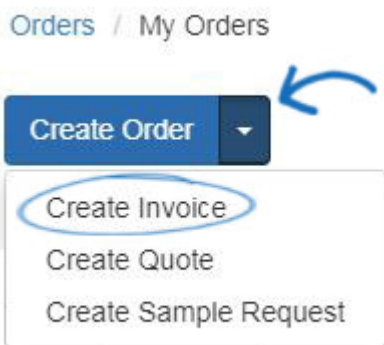 Orders / My Orders
Create Order
Create Invoice
Create Quote
Create Sample Request